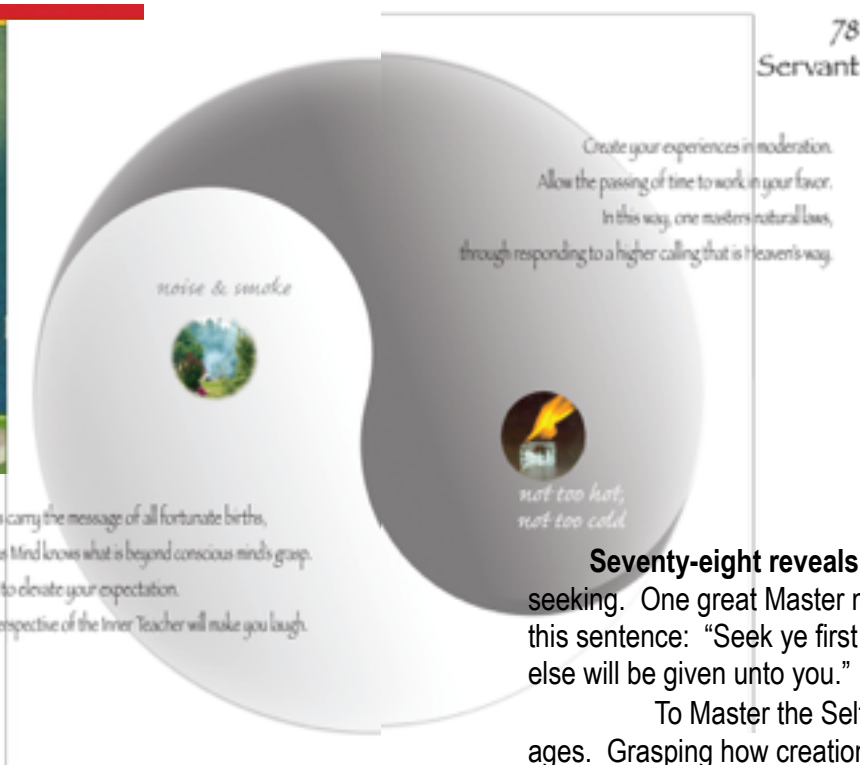 78
Servant
Create your experiences in moderation.
Allow the passing of time to work in your favor.
In this way, one masters natural laws,
through responding to a higher calling that is Heaven's way.
noise & smoke
not too hot,
not too cold
carry the message of all fortunate births,
Mind knows what is beyond conscious mind's grasp.
to elevate your expectation.
of the Inner Teacher will make you laugh.
Seventy-eight reveals
seeking. One great Master
this sentence: “Seek ye first
else will be given unto you.”
To Master the
ages. Grasping how creation